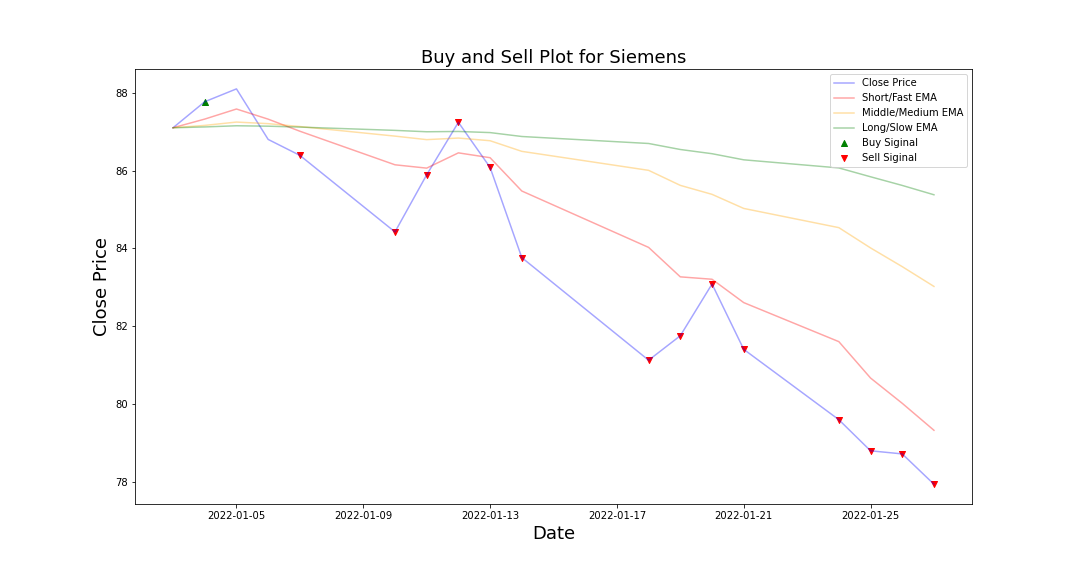 Buy and Sell Plot for Siemens
Close Price
Short/Fast EMA
Middle/Medium EMA
Long/Slow EMA
Buy Siginal
Sell Siginal
Close Price
88
86
84
82
80
78
2022-01-05 2022-01-09 2022-01-13 2022-01-17 2022-01-21 2022-01-25
Date